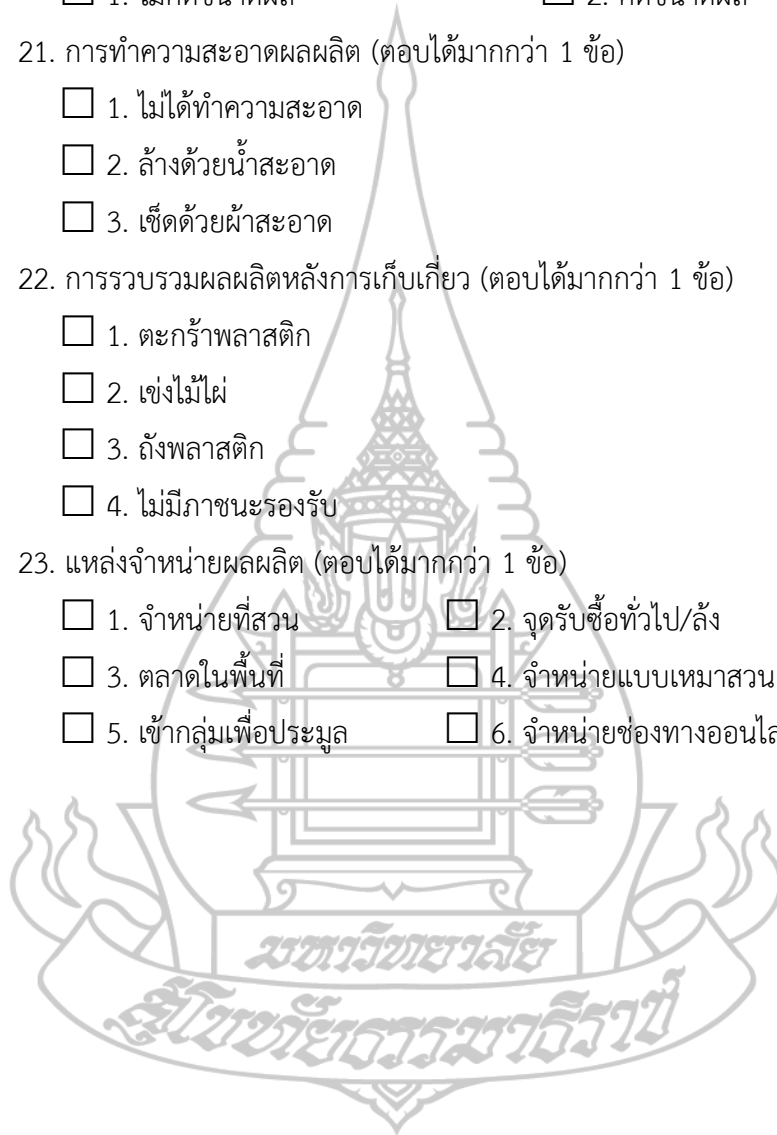 21. การทำความสะอาดผลผลิต (ตอบได้มากกว่า 1 ข้อ)
1. ไม่ได้ทำความสะอาด
2. ล้างด้วยน้ำสะอาด
3. เช็ดด้วยผ้าสะอาด
22. การรวบรวมผลผลิตหลังการเก็บเกี่ยว (ตอบได้มากกว่า 1 ข้อ)
1. ตะกร้าพลาสติก
2. เข่งไม้ไผ่
3. ถังพลาสติก
4. ไม่มีภาชนะรองรับ
23. แหล่งจำหน่ายผลผลิต (ตอบได้มากกว่า 1 ข้อ)
1. จำหน่ายที่สวน 2. จุดรับซื้อทั่วไป/ล้ง
3. ตลาดในพื้นที่ 4. จำหน่ายแบบเหมาสวน
5. เข้ากลุ่มเพื่อประมูล 6. จำหน่ายช่องทาง
มหาวิทยาลัย
สุโขทัยธรรมาธิราช